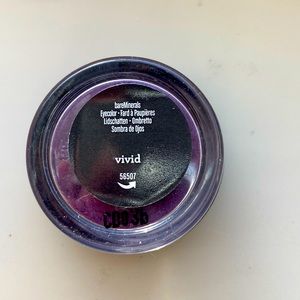 bareMinerals
Eyecolor · Fard à Paupières
Lidschatten · Ombretto
Sombra de Ojos
vivid
56507